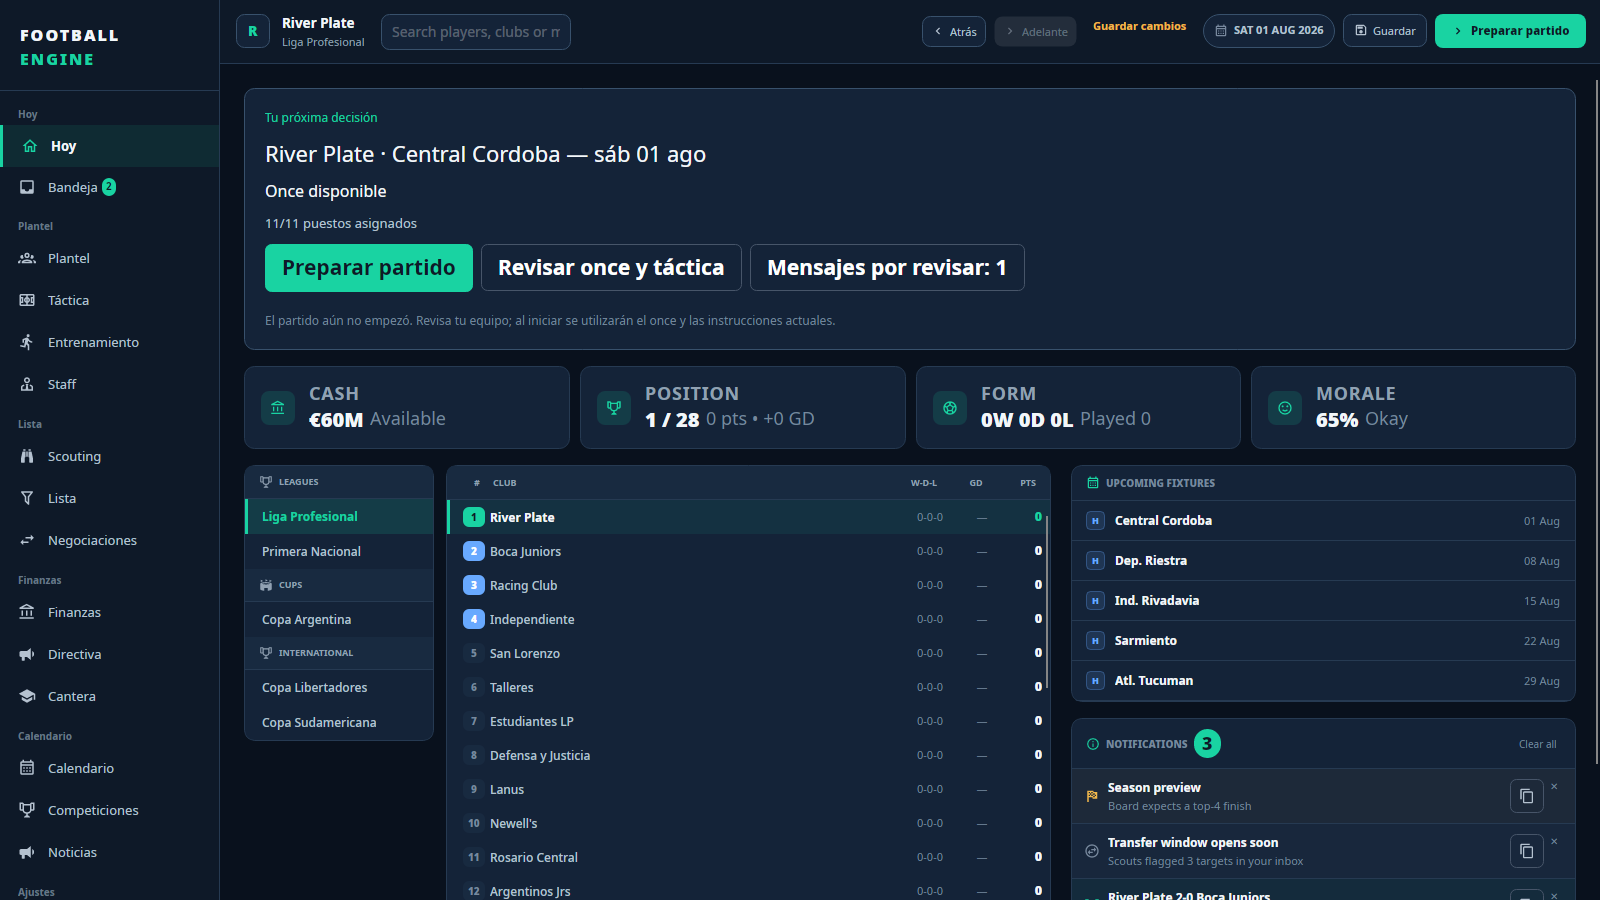 FOOTBALL
ENGINE
Hoy
Hoy
Bandeja 2
Plantel
Plantel
Táctica
Entrenamiento
Staff
Lista
Scouting
Lista
Negociaciones
Finanzas
Finanzas
Directiva
Cantera
Calendario
Calendario
Competiciones
Noticias
Ajustes
R
River Plate
Liga Profesional
Search players, clubs or m
Atrás
Adelante
Guardar cambios
SAT 01 AUG 2026
Guardar
Preparar partido
Tu próxima decisión
River Plate · Central Cordoba — sáb 01 ago
Once disponible
11/11 puestos asignados
Preparar partido
Revisar once y táctica
Mensajes por revisar: 1
El partido aún no empezó. Revisa tu equipo; al iniciar se utilizarán el once y las instrucciones actuales.
CASH
€60M Available
POSITION
1 / 28 0 pts • +0 GD
FORM
0W 0D 0L Played 0
MORALE
65% Okay
LEAGUES
Liga Profesional
Primera Nacional
CUPS
Copa Argentina
INTERNATIONAL
Copa Libertadores
Copa Sudamericana
# CLUB W-D-L GD PTS
1 River Plate 0-0-0 — 0
2 Boca Juniors 0-0-0 — 0
3 Racing Club 0-0-0 — 0
4 Independiente 0-0-0 — 0
5 San Lorenzo 0-0-0 — 0
6 Talleres 0-0-0 — 0
7 Estudiantes LP 0-0-0 — 0
8 Defensa y Justicia 0-0-0 — 0
9 Lanus 0-0-0 — 0
10 Newell's 0-0-0 — 0
11 Rosario Central 0-0-0 — 0
12 Argentinos Jrs 0-0-0 — 0
UPCOMING FIXTURES
H Central Cordoba 01 Aug
H Dep. Riestra 08 Aug
H Ind. Rivadavia 15 Aug
H Sarmiento 22 Aug
H Atl. Tucuman 29 Aug
NOTIFICATIONS 3 Clear all
Season preview
Board expects a top-4 finish
Transfer window opens soon
Scouts flagged 3 targets in your inbox
River Plate 2-0 Boca Juniors